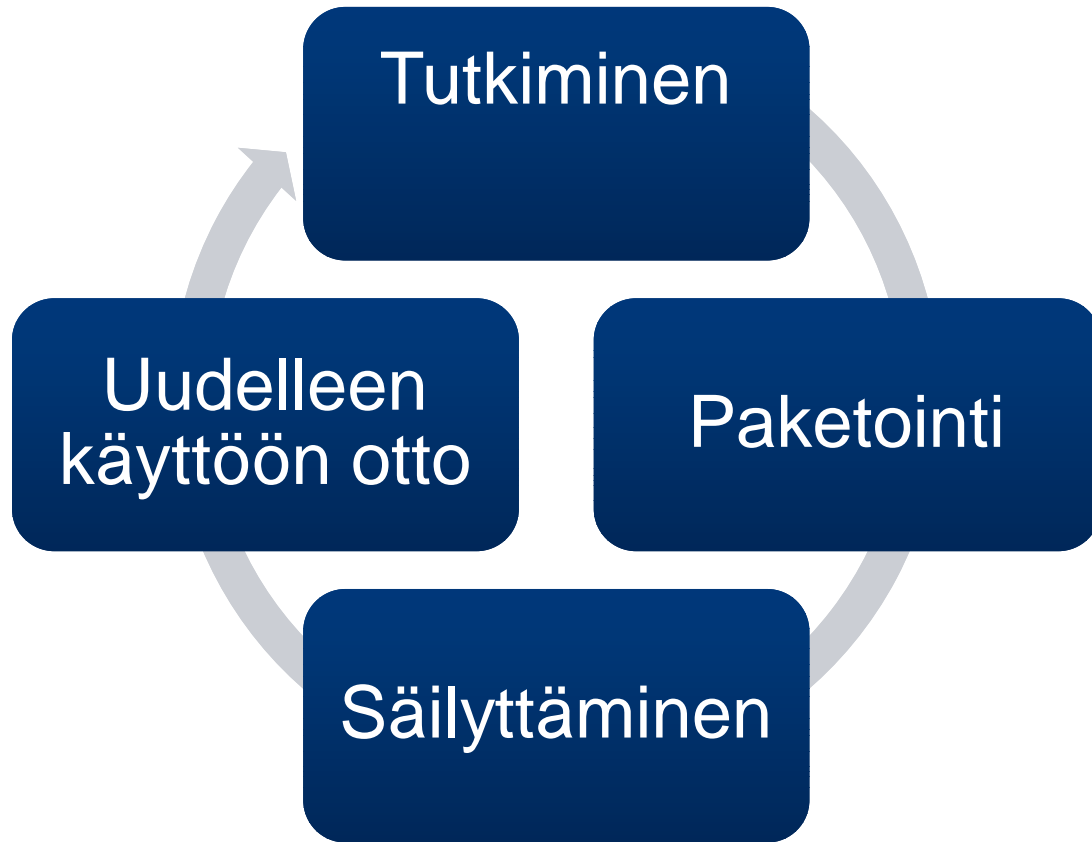 Tutkiminen
Uudelleen
käyttöön otto
Paketointi
Säilyttäminen